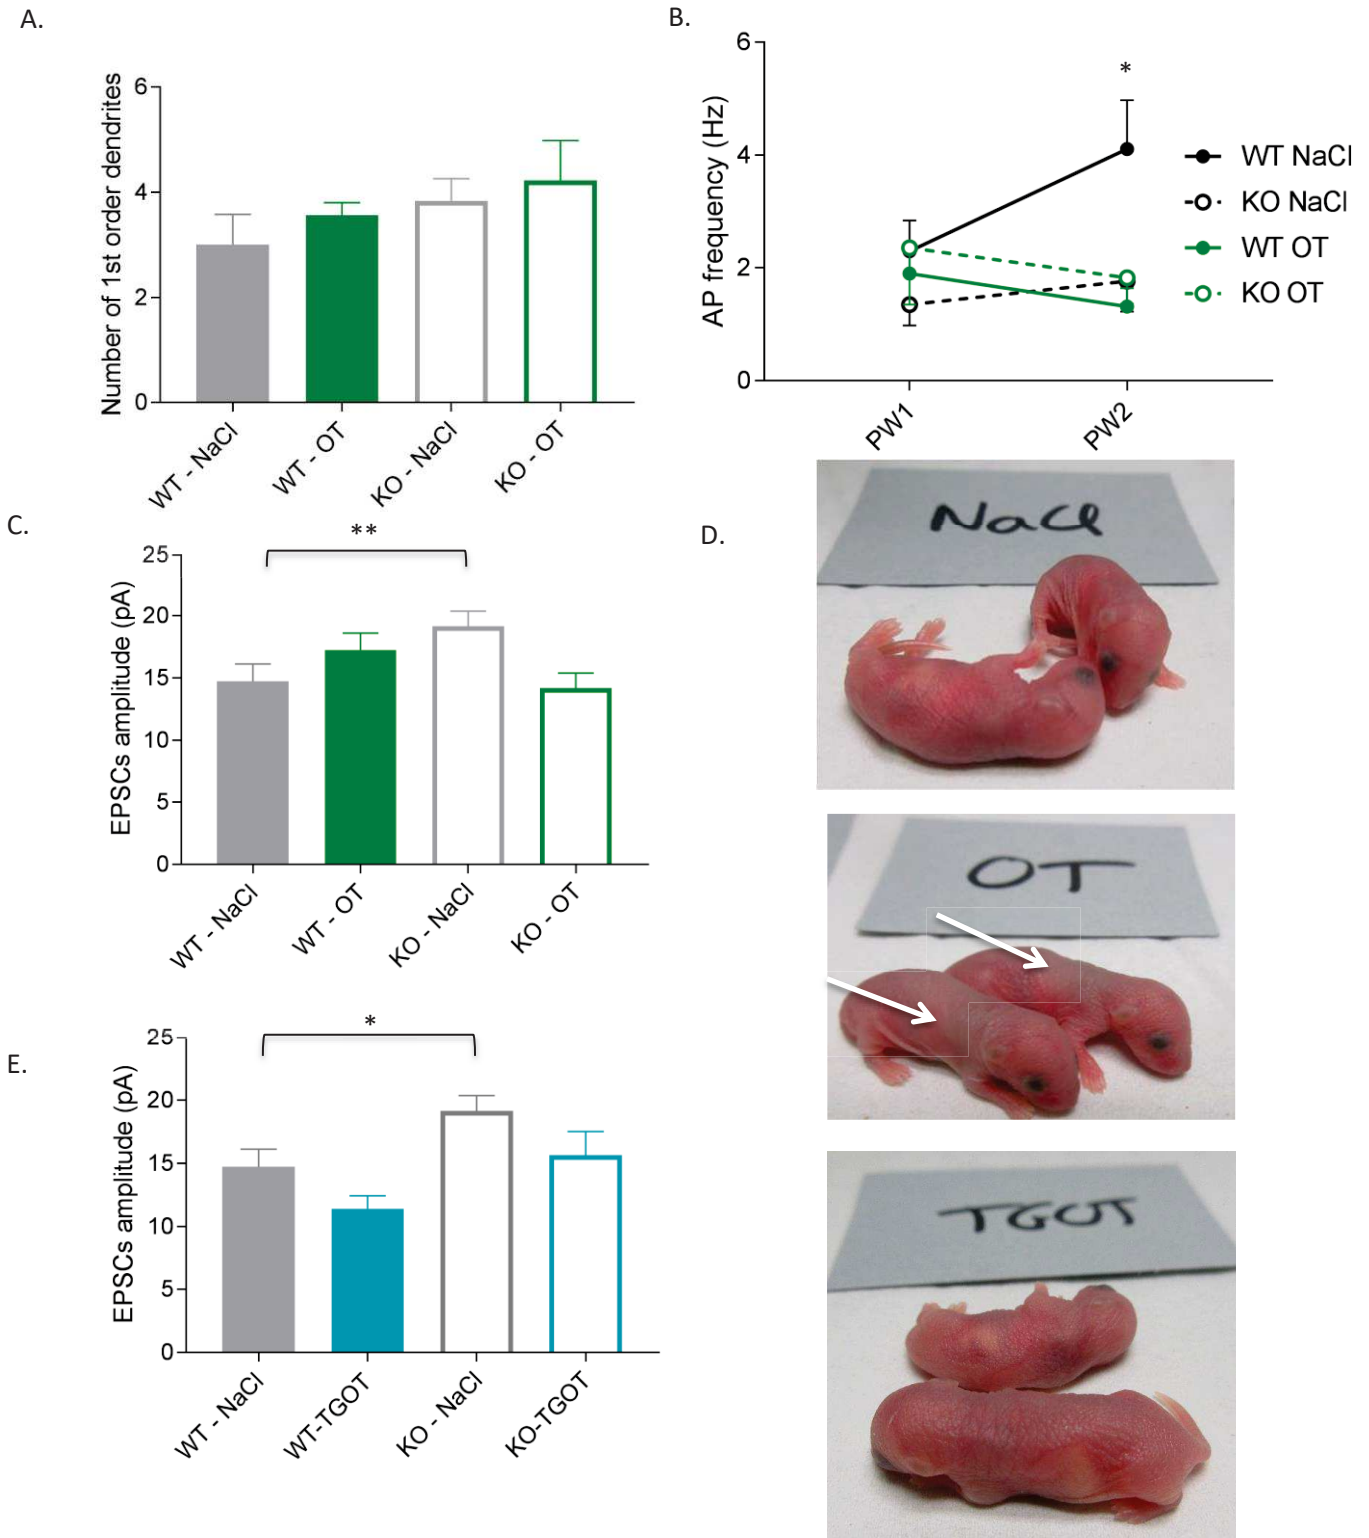 A.
Number of 1st order dendrites
6
4
2
0
WT - NaCl
WT - OT
KO - NaCl
KO - OT
B.
AP frequency (Hz)
6
4
2
0
*
PW1
PW2
WT NaCl
KO NaCl
WT OT
KO OT
C.
EPSCs amplitude (pA)
25
20
15
10
5
0
**
WT - NaCl
WT - OT
KO - NaCl
KO - OT
D.
NaCl
OT
TGOT
E.
EPSCs amplitude (pA)
25
20
15
10
5
0
*
WT - NaCl
WT-TGOT
KO - NaCl
KO-TGOT